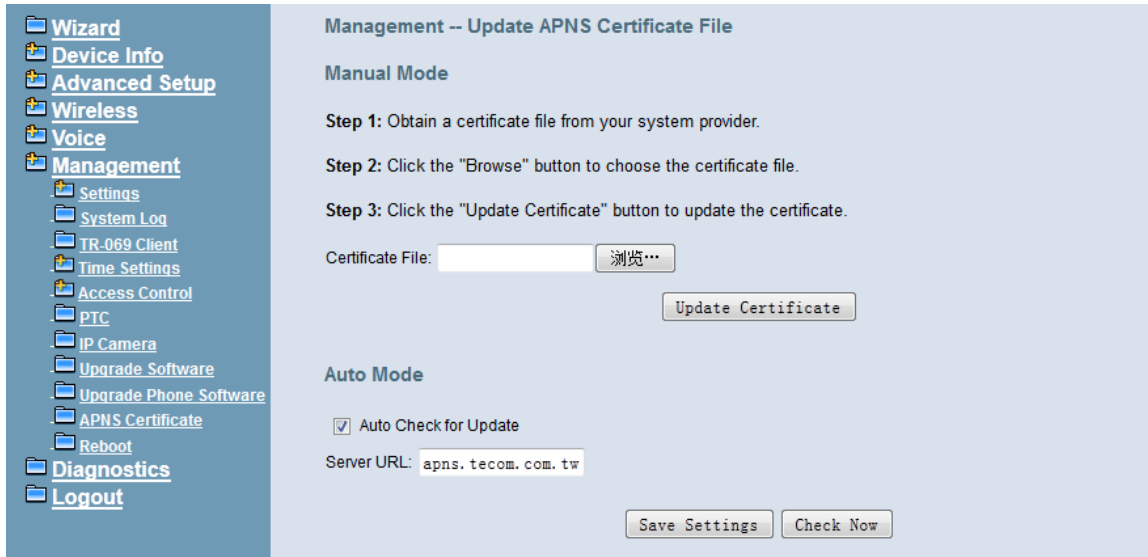 Wizard
Device Info
Advanced Setup
Wireless
Voice
Management
Settings
System Log
TR-069 Client
Time Settings
Access Control
PTC
IP Camera
Upgrade Software
Upgrade Phone Software
APNS Certificate
Reboot
Diagnostics
Logout
Management -- Update APNS Certificate File
Manual Mode
Step 1: Obtain a certificate file from your system provider.
Step 2: Click the "Browse" button to choose the certificate file.
Step 3: Click the "Update Certificate" button to update the certificate.
Certificate File: 浏览…
Update Certificate
Auto Mode
Auto Check for Update
Server URL: apns.tecom.com.tw
Save Settings Check Now